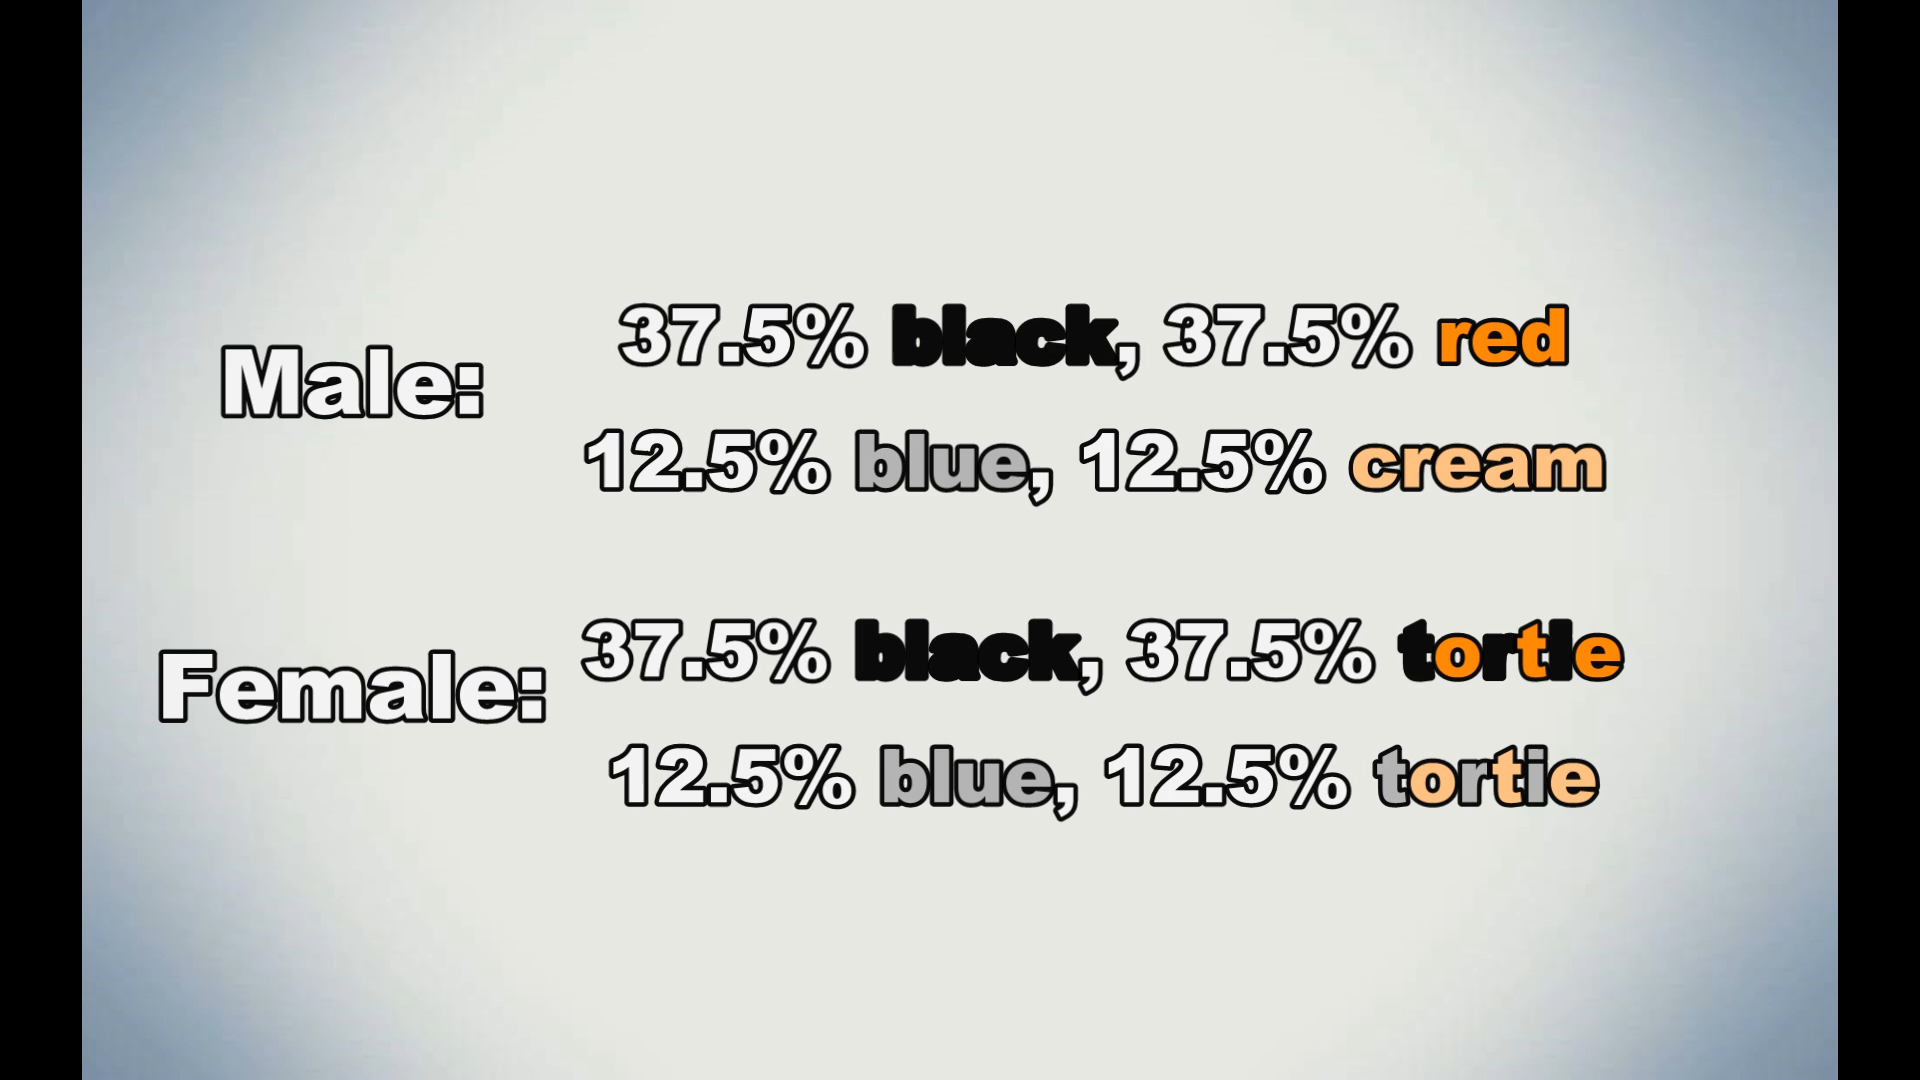 Male:
37.5% black, 37.5% red
12.5% blue, 12.5% cream
Female:
37.5% black, 37.5% tortie
12.5% blue, 12.5% tortie